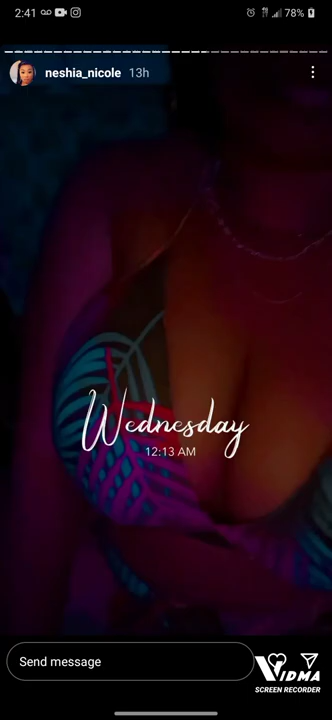 2:41 78%
neshia_nicole 13h
Wednesday
12:13 AM
Send message
VIDMA
SCREEN RECORDER